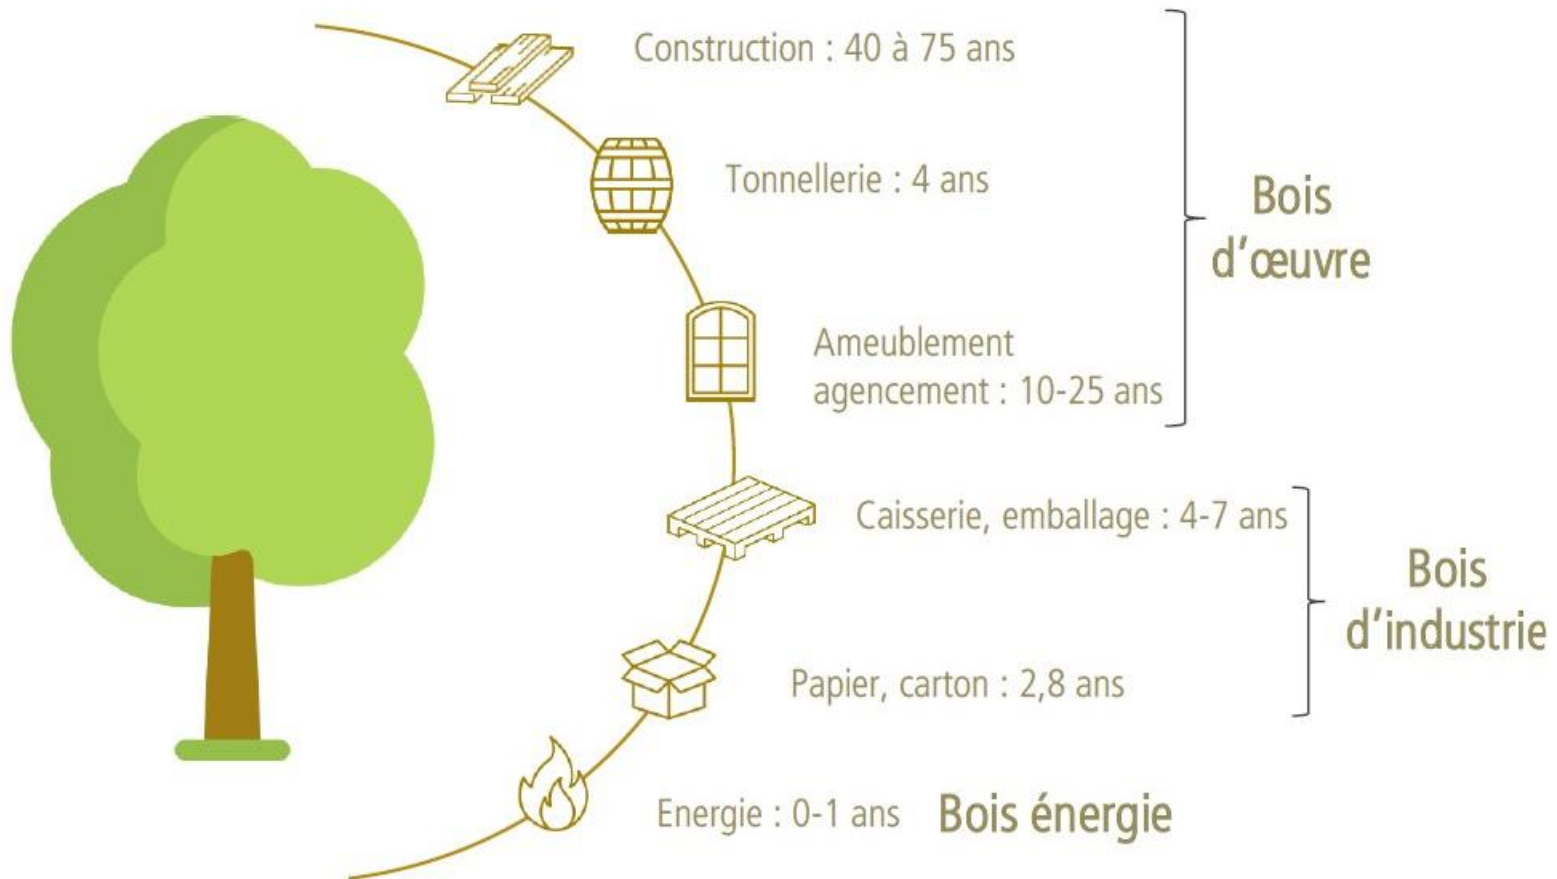 Construction : 40 à 75 ans
Tonnellerie : 4 ans
Bois
d'œuvre
Ameublement
agencement : 10-25 ans
Caisserie, emballage : 4-7 ans
Bois
d'industrie
Papier, carton : 2,8 ans
Energie : 0-1 ans
Bois énergie